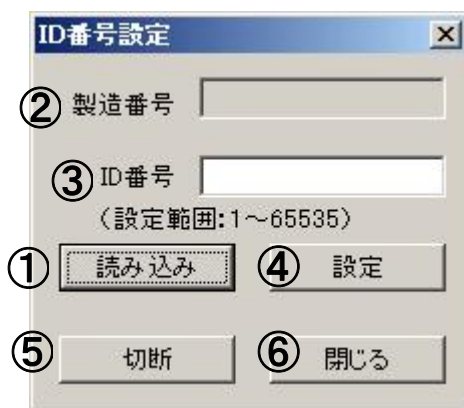 ID番号設定
② 製造番号
③ ID番号
（設定範囲:1～65535）
① 読み込み ④ 設定
⑤ 切断 ⑥ 閉じる